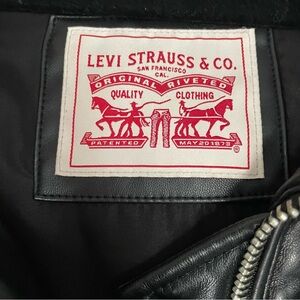 LEVI STRAUSS & CO.
SAN FRANCISCO
CAL.
ORIGINAL RIVETED
QUALITY CLOTHING
PATENTED MAY 20 1873